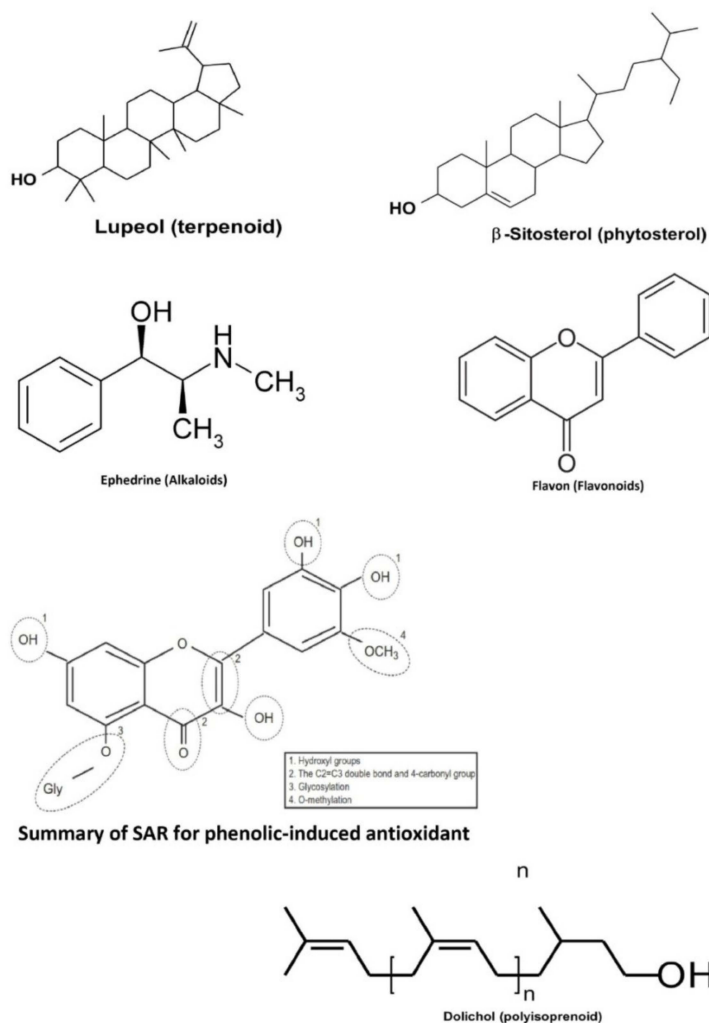 HO
Lupeol (terpenoid)
HO
β-Sitosterol (phytosterol)
OH
H
N
CH3
CH3
Ephedrine (Alkaloids)
O
O
Flavon (Flavonoids)
1
OH
1
OH
1
OH
O
2
4
OCH3
OH
2
O
3
O
Gly
1. Hydroxyl groups
2. The C2=C3 double bond and 4-carbonyl group
3. Glycosylation
4. O-methylation
Summary of SAR for phenolic-induced antioxidant
n
OH
n
Dolichol (polyisoprenoid)